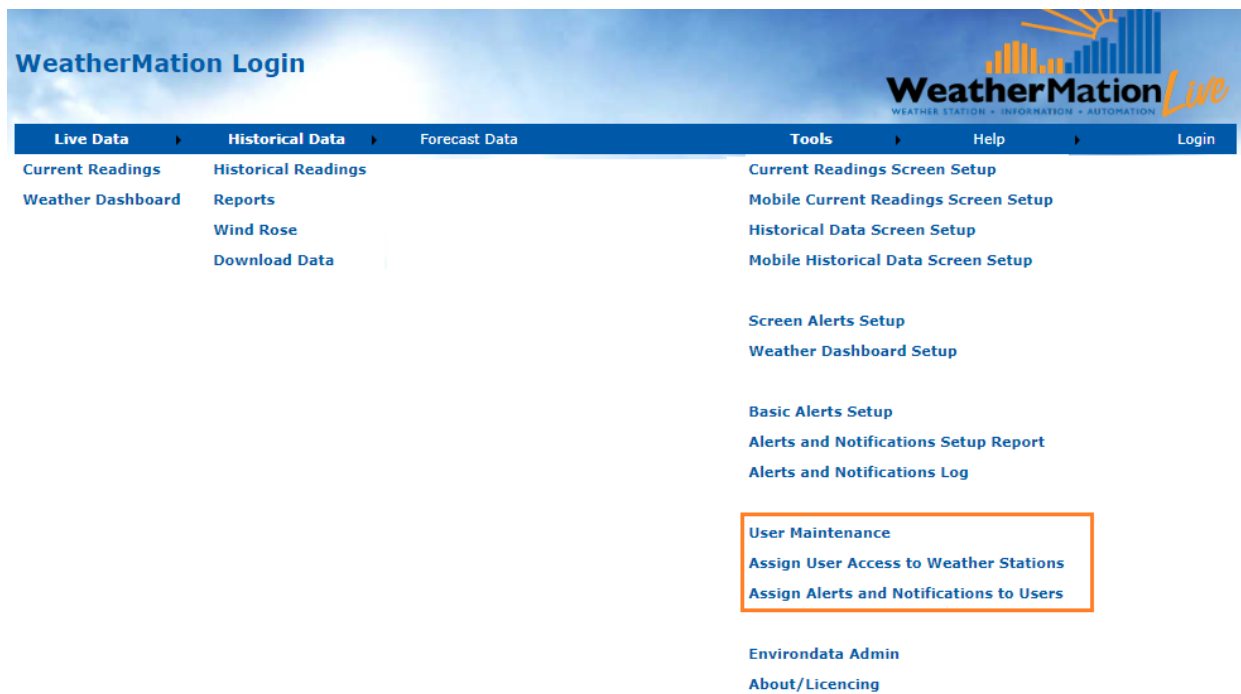 WeatherMation Login
WeatherMation Live
WEATHER STATION • INFORMATION • AUTOMATION
Live Data Historical Data Forecast Data Tools Help Login
Current Readings Historical Readings Current Readings Screen Setup
Weather Dashboard Reports Mobile Current Readings Screen Setup
Wind Rose Historical Data Screen Setup
Download Data Mobile Historical Data Screen Setup
Screen Alerts Setup
Weather Dashboard Setup
Basic Alerts Setup
Alerts and Notifications Setup Report
Alerts and Notifications Log
User Maintenance
Assign User Access to Weather Stations
Assign Alerts and Notifications to Users
Environdata Admin
About/Licencing